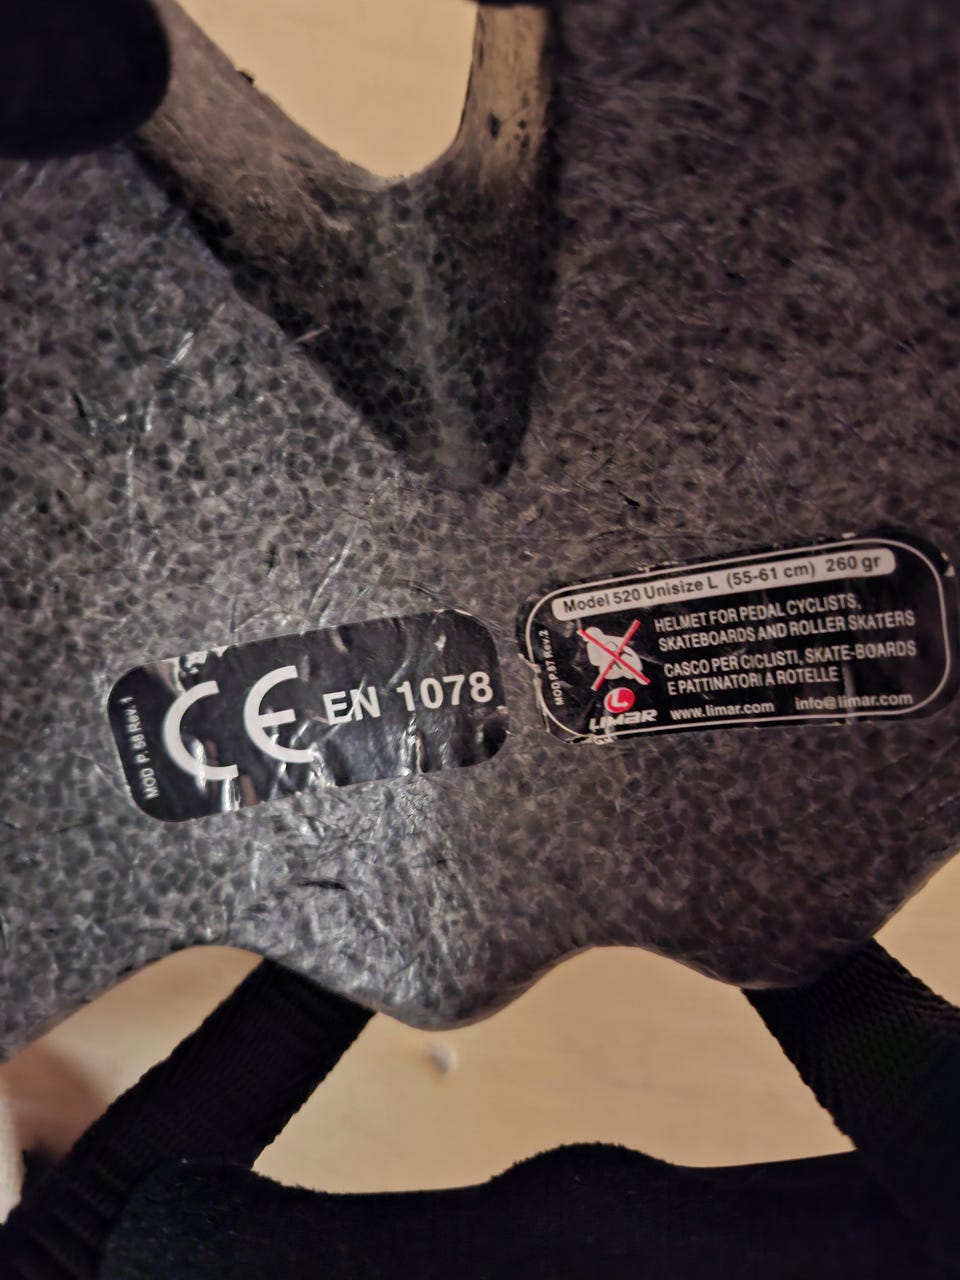 MOD P. 56 Rev. 1
CE EN 1078
Model 520 Unisize L (55-61 cm) 260 gr
MOD P.57 Rev.2
HELMET FOR PEDAL CYCLISTS,
SKATEBOARDS AND ROLLER SKATERS
CASCO PER CICLISTI, SKATE-BOARDS
E PATTINATORI A ROTELLE
LIMAR www.limar.com info@limar.com